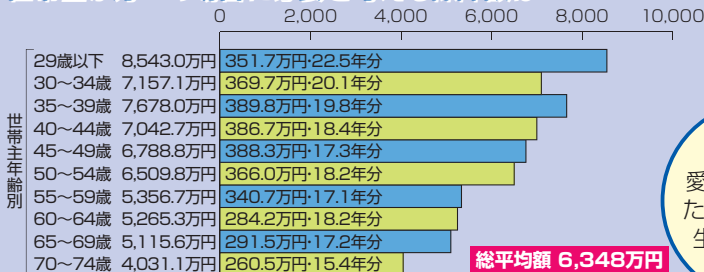 0 2,000 4,000 6,000 8,000 10,000
世帯主年齢別
29歳以下 8,543.0万円 351.7万円・22.5年分
30〜34歳 7,157.1万円 369.7万円・20.1年分
35〜39歳 7,678.0万円 389.8万円・19.8年分
40〜44歳 7,042.7万円 386.7万円・18.4年分
45〜49歳 6,788.8万円 388.3万円・17.3年分
50〜54歳 6,509.8万円 366.0万円・18.2年分
55〜59歳 5,356.7万円 340.7万円・17.1年分
60〜64歳 5,265.3万円 284.2万円・18.2年分
65〜69歳 5,115.6万円 291.5万円・17.2年分
70〜74歳 4,031.1万円 260.5万円・15.4年分
総平均額 6,348万円
愛
た
生